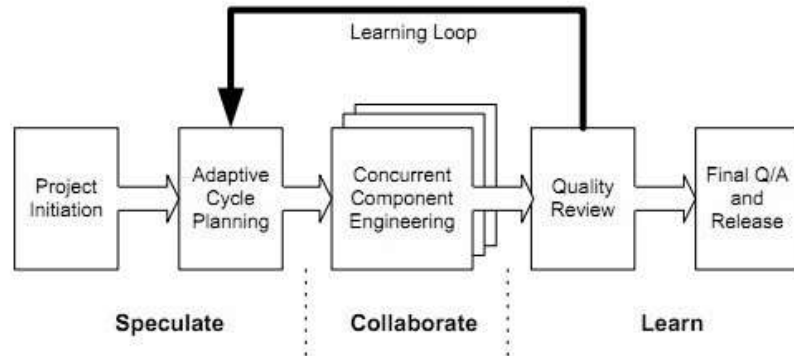 Learning Loop
Project
Initiation
Adaptive
Cycle
Planning
Concurrent
Component
Engineering
Quality
Review
Final Q/A
and
Release
Speculate
Collaborate
Learn